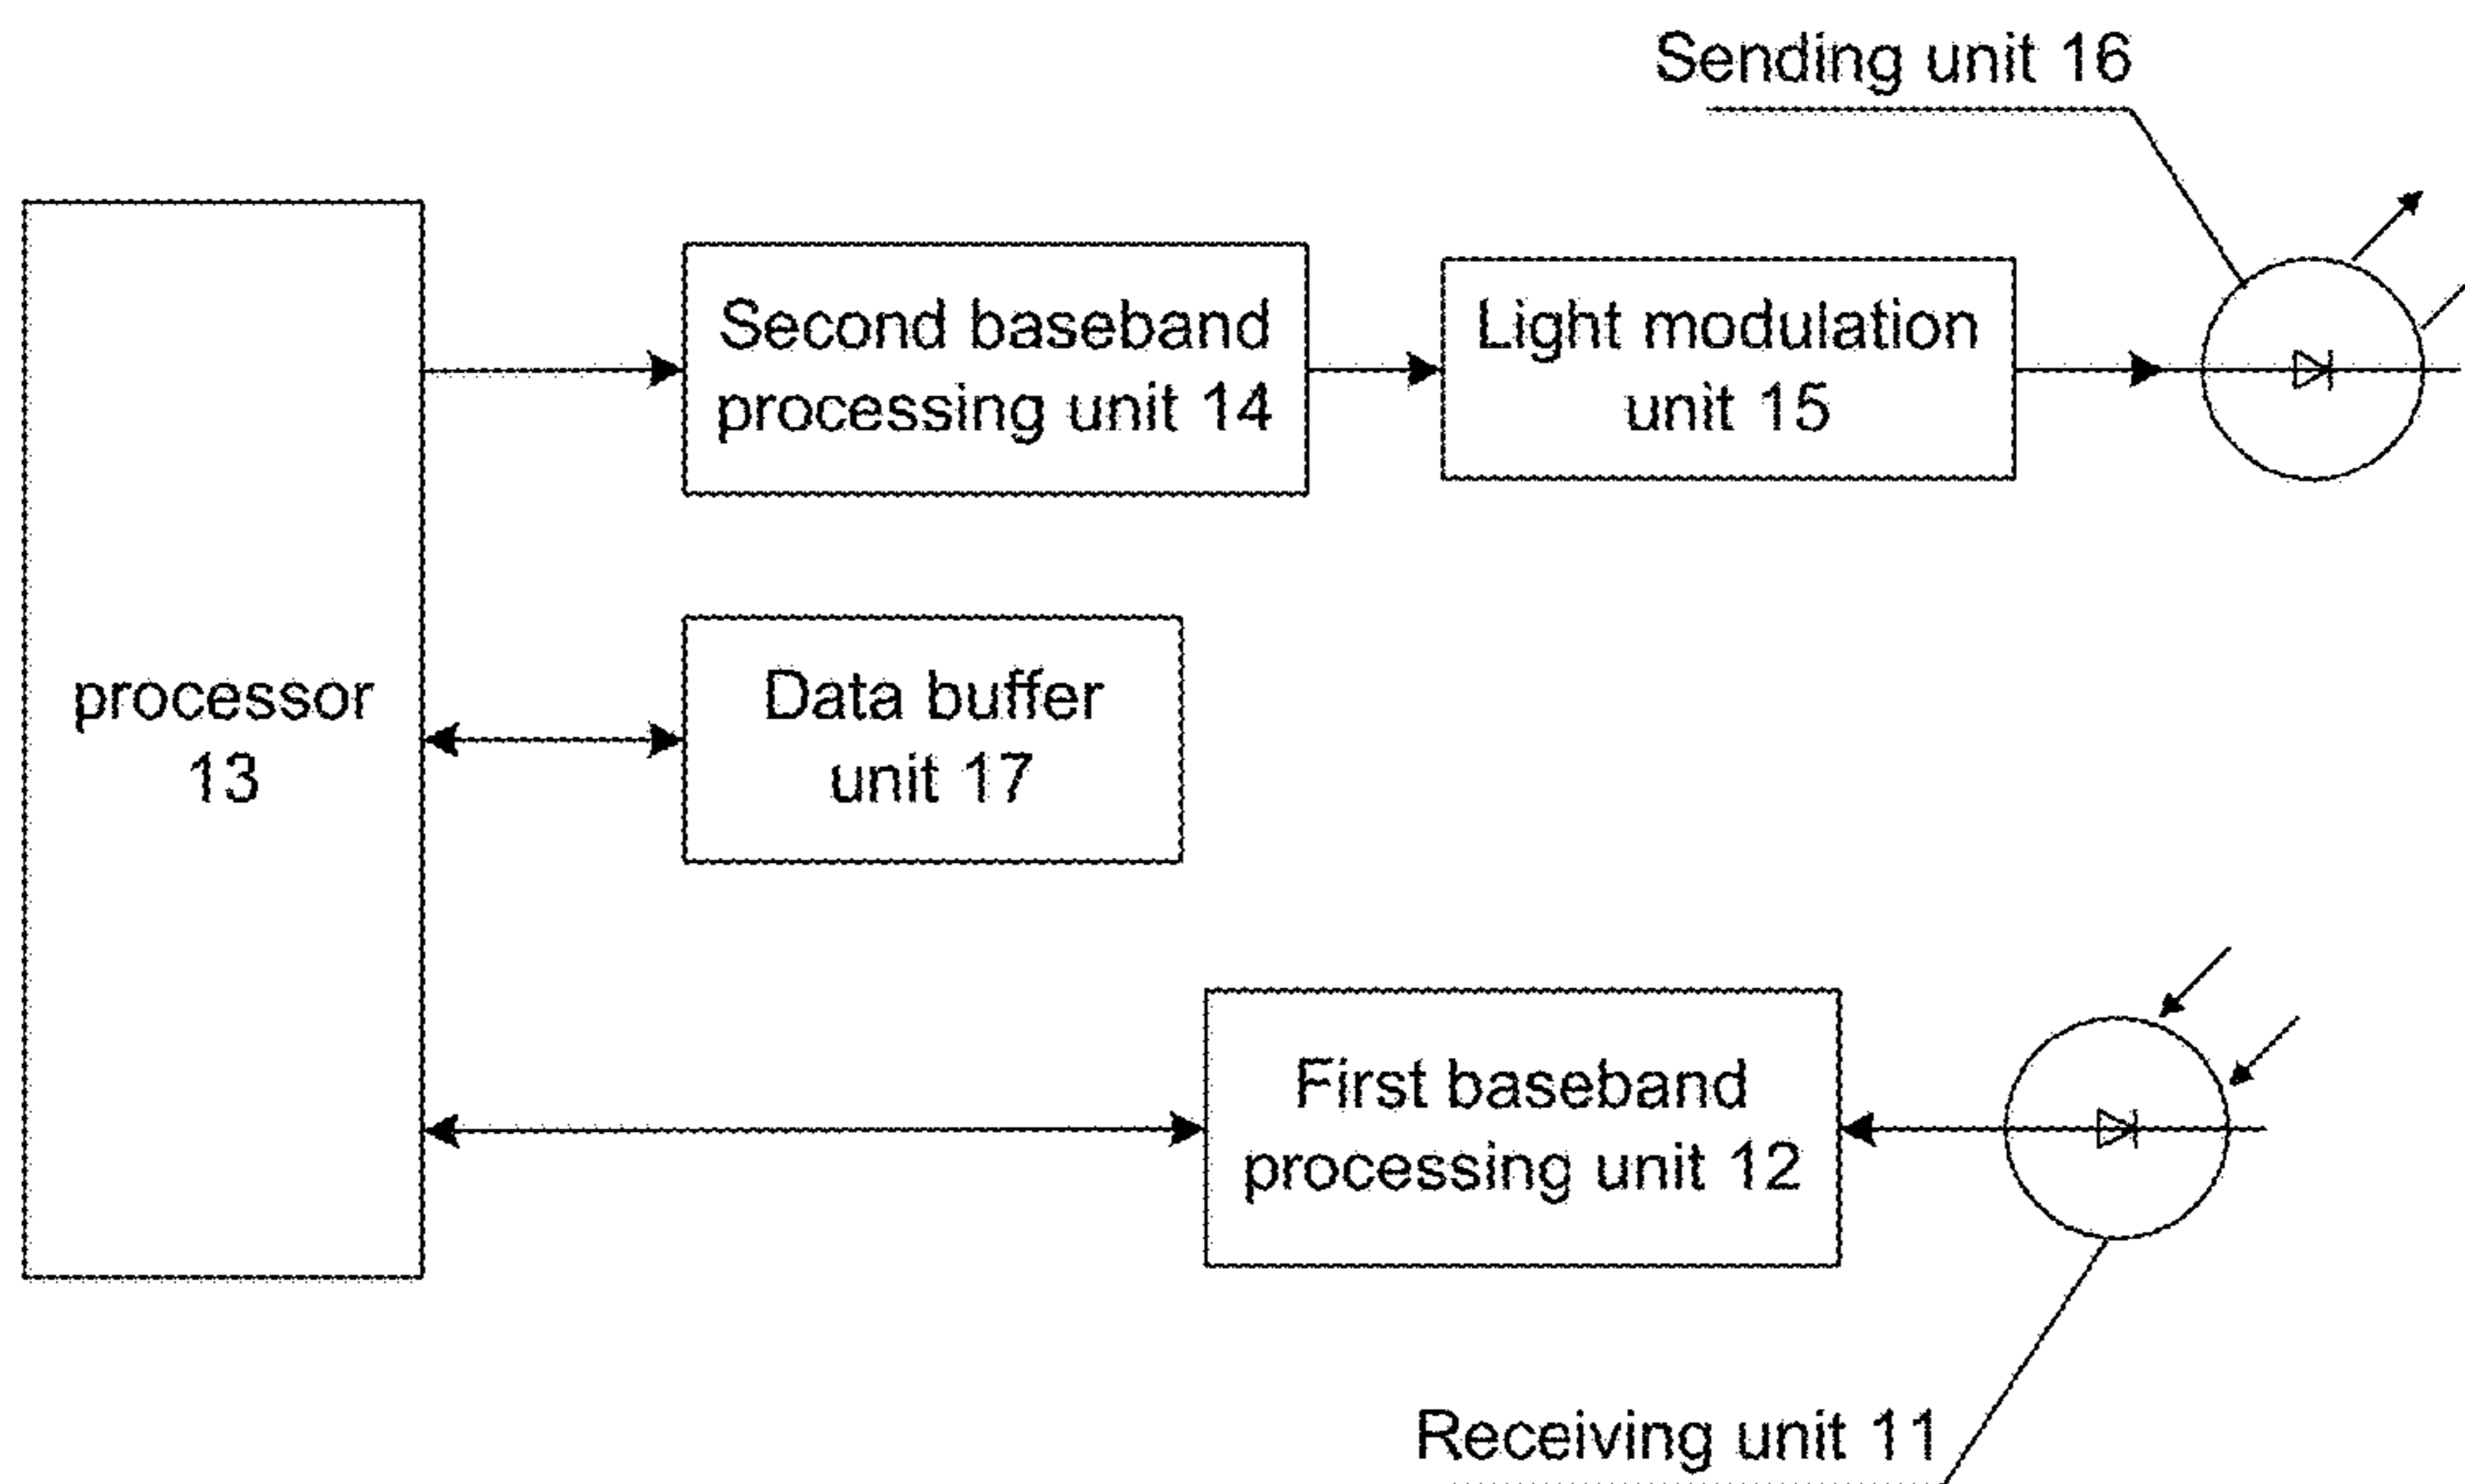 Sending unit 16
Second baseband
processing unit 14
Light modulation
unit 15
processor
13
Data buffer
unit 17
First baseband
processing unit 12
Receiving unit 11